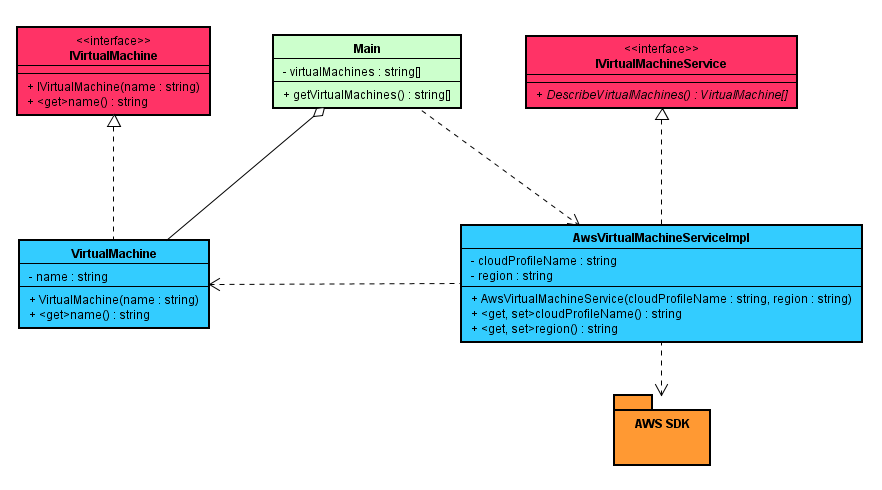 <<interface>>
IVirtualMachine
+ IVirtualMachine(name : string)
+ <get>name() : string
Main
- virtualMachines : string[]
+ getVirtualMachines() : string[]
<<interface>>
IVirtualMachineService
+ DescribeVirtualMachines() : VirtualMachine[]
VirtualMachine
- name : string
+ VirtualMachine(name : string)
+ <get>name() : string
AwsVirtualMachineServiceImpl
- cloudProfileName : string
- region : string
+ AwsVirtualMachineService(cloudProfileName : string, region : string)
+ <get, set>cloudProfileName() : string
+ <get, set>region() : string
AWS SDK